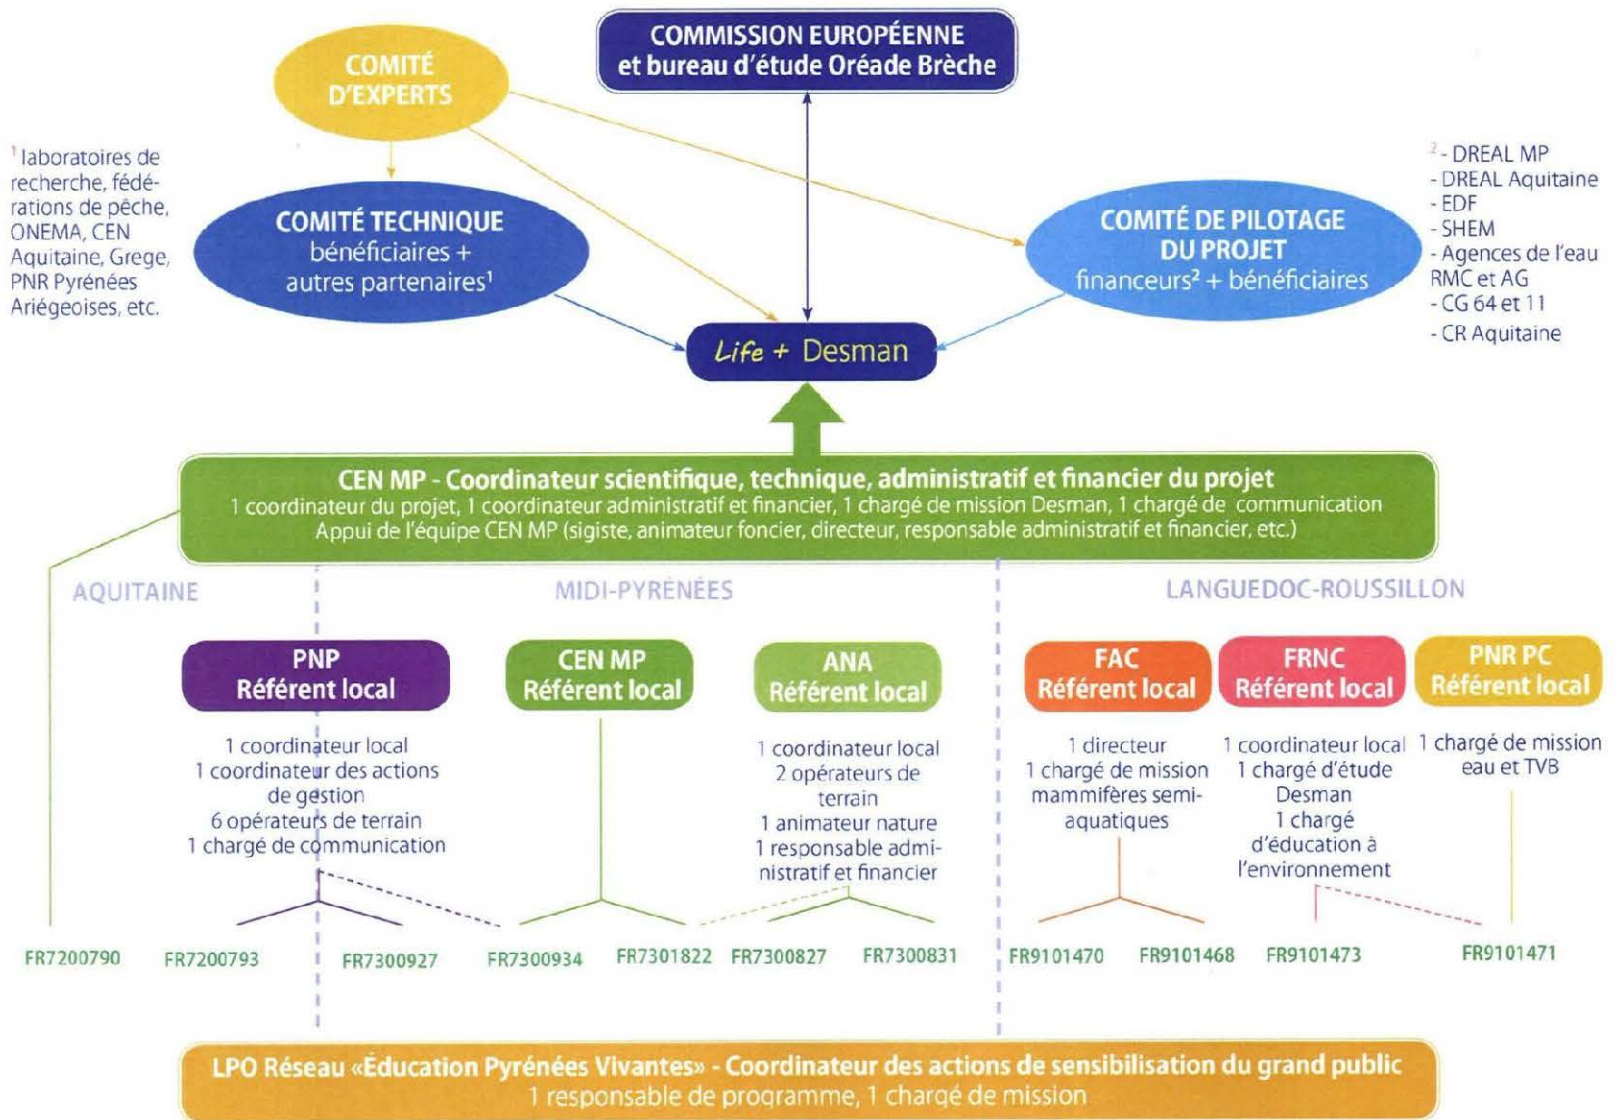 COMMISSION EUROPÉENNE
et bureau d'étude Oréade Brèche
COMITÉ
D'EXPERTS
¹ laboratoires de
recherche, fédé-
rations de pêche,
ONEMA, CEN
Aquitaine, Grege,
PNR Pyrénées
Ariégeoises, etc.
COMITÉ TECHNIQUE
bénéficiaires +
autres partenaires¹
COMITÉ DE PILOTAGE
DU PROJET
financeurs² + bénéficiaires
² - DREAL MP
- DREAL Aquitaine
- EDF
- SHEM
- Agences de l'eau
RMC et AG
- CG 64 et 11
- CR Aquitaine
Life + Desman
CEN MP - Coordinateur scientifique, technique, administratif et financier du projet
1 coordinateur du projet, 1 coordinateur administratif et financier, 1 chargé de mission Desman, 1 chargé de communication
Appui de l'équipe CEN MP (sigiste, animateur foncier, directeur, responsable administratif et financier, etc.)
AQUITAINE
MIDI-PYRÉNÉES
LANGUEDOC-ROUSSILLON
PNP
Référent local
1 coordinateur local
1 coordinateur des actions
de gestion
6 opérateurs de terrain
1 chargé de communication
CEN MP
Référent local
ANA
Référent local
1 coordinateur local
2 opérateurs de
terrain
1 animateur nature
1 responsable admi-
nistratif et financier
FAC
Référent local
1 directeur
1 chargé de mission
mammifères semi-
aquatiques
FRNC
Référent local
1 coordinateur local
1 chargé d'étude
Desman
1 chargé
d'éducation à
l'environnement
PNR PC
Référent local
1 chargé de mission
eau et TVB
FR7200790
FR7200793
FR7300927
FR7300934
FR7301822
FR7300827
FR7300831
FR9101470
FR9101468
FR9101473
FR9101471
LPO Réseau «Éducation Pyrénées Vivantes» - Coordinateur des actions de sensibilisation du grand public
1 responsable de programme, 1 chargé de mission